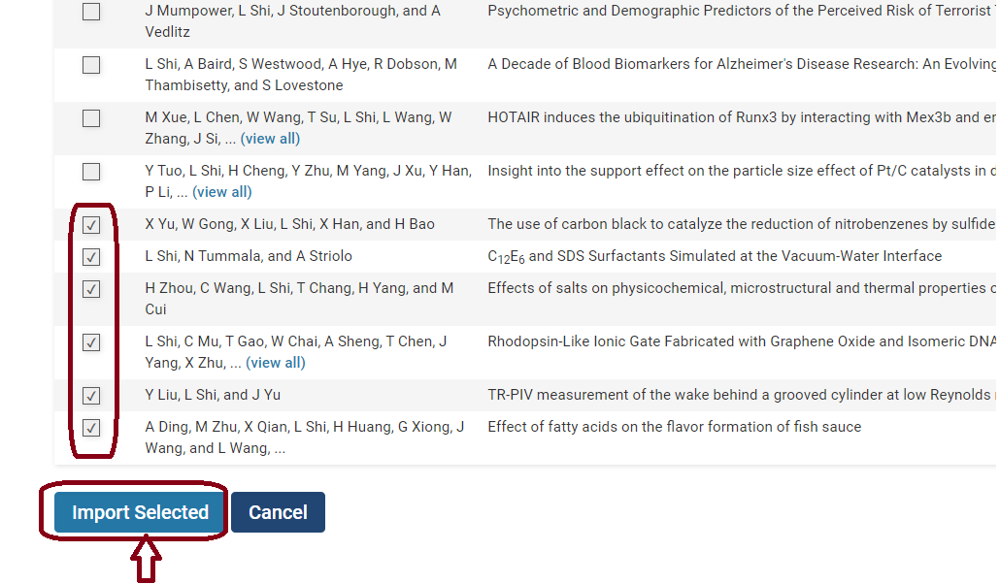 J Mumpower, L Shi, J Stoutenborough, and A Psychometric and Demographic Predictors of the Perceived Risk of Terrorist
Vedlitz
L Shi, A Baird, S Westwood, A Hye, R Dobson, M A Decade of Blood Biomarkers for Alzheimer's Disease Research: An Evolving
Thambisetty, and S Lovestone
M Xue, L Chen, W Wang, T Su, L Shi, L Wang, W HOTAIR induces the ubiquitination of Runx3 by interacting with Mex3b and
Zhang, J Si, ... (view all)
Y Tuo, L Shi, H Cheng, Y Zhu, M Yang, J Xu, Y Han, Insight into the support effect on the particle size effect of Pt/C catalysts in
P Li, ... (view all)
X Yu, W Gong, X Liu, L Shi, X Han, and H Bao The use of carbon black to catalyze the reduction of nitrobenzenes by sulfide
L Shi, N Tummala, and A Striolo C12E6 and SDS Surfactants Simulated at the Vacuum-Water Interface
H Zhou, C Wang, L Shi, T Chang, H Yang, and M Effects of salts on physicochemical, microstructural and thermal properties
Cui
L Shi, C Mu, T Gao, W Chai, A Sheng, T Chen, J Rhodopsin-Like Ionic Gate Fabricated with Graphene Oxide and Isomeric DNA
Yang, X Zhu, ... (view all)
Y Liu, L Shi, and J Yu TR-PIV measurement of the wake behind a grooved cylinder at low Reynolds
A Ding, M Zhu, X Qian, L Shi, H Huang, G Xiong, J Effect of fatty acids on the flavor formation of fish sauce
Wang, and L Wang, ...
Import Selected Cancel